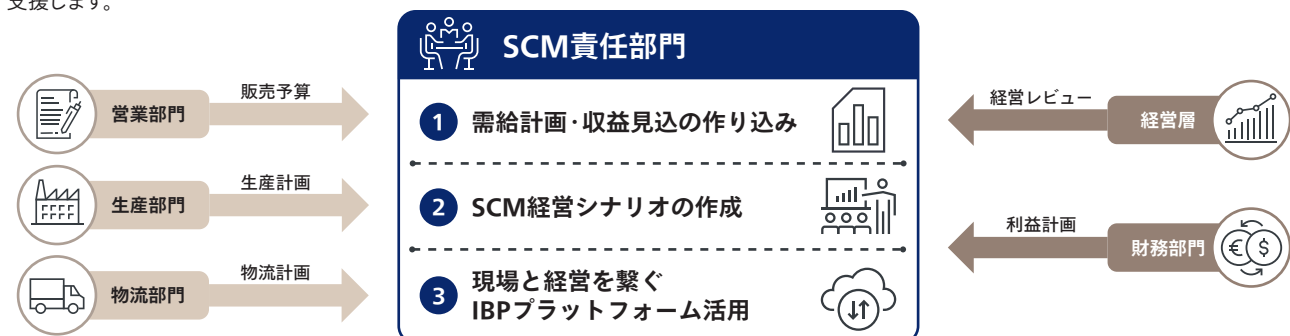 支援します。
SCM責任部門
営業部門
販売予算
生産部門
生産計画
物流部門
物流計画
1 需給計画・収益見込の作り込み
2 SCM経営シナリオの作成
3 現場と経営を繋ぐ
IBPプラットフォーム活用
経営レビュー
経営層
利益計画
財務部門
€ $